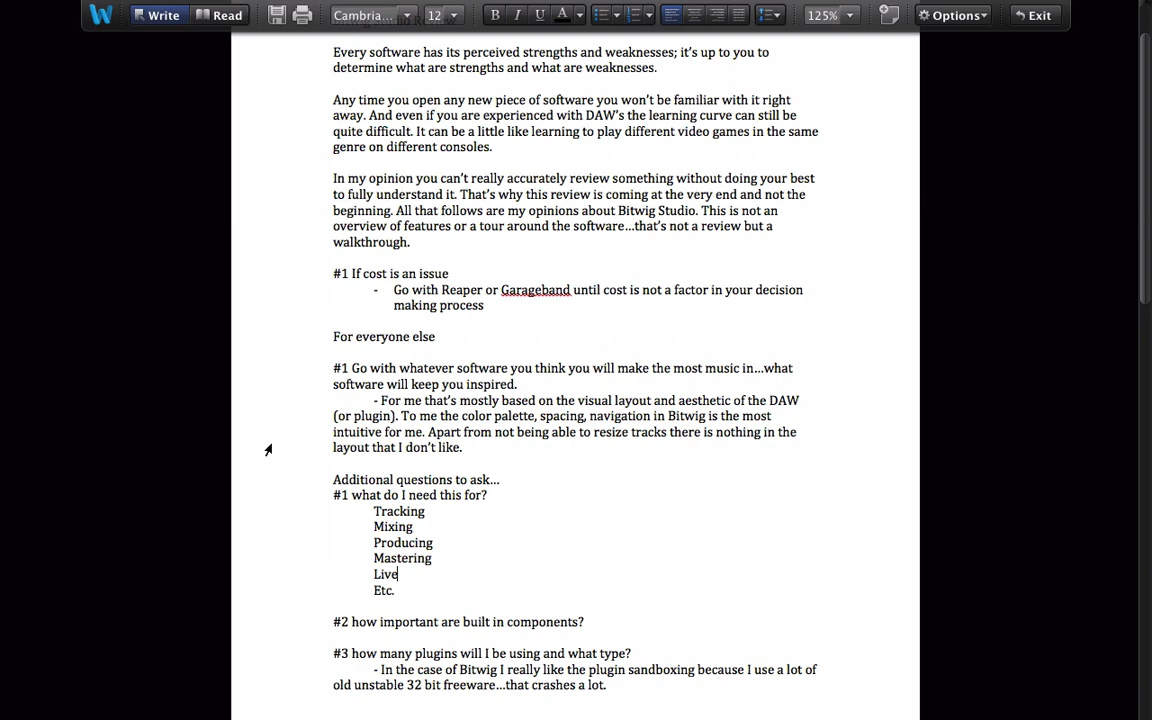 Write Read Cambria... 12 B I U A 125% Options Exit
Every software has its perceived strengths and weaknesses; it's up to you to
determine what are strengths and what are weaknesses.
Any time you open any new piece of software you won't be familiar with it right
away. And even if you are experienced with DAW's the learning curve can still be
quite difficult. It can be a little like learning to play different video games in the same
genre on different consoles.
In my opinion you can't really accurately review something without doing your best
to fully understand it. That's why this review is coming at the very end and not the
beginning. All that follows are my opinions about Bitwig Studio. This is not an
overview of features or a tour around the software...that's not a review but a
walkthrough.
#1 If cost is an issue
- Go with Reaper or Garageband until cost is not a factor in your decision
making process
For everyone else
#1 Go with whatever software you think you will make the most music in...what
software will keep you inspired.
- For me that's mostly based on the visual layout and aesthetic of the DAW
(or plugin). To me the color palette, spacing, navigation in Bitwig is the most
intuitive for me. Apart from not being able to resize tracks there is nothing in the
layout that I don't like.
Additional questions to ask...
#1 what do I need this for?
Tracking
Mixing
Producing
Mastering
Live
Etc.
#2 how important are built in components?
#3 how many plugins will I be using and what type?
- In the case of Bitwig I really like the plugin sandboxing because I use a lot of
old unstable 32 bit freeware...that crashes a lot.